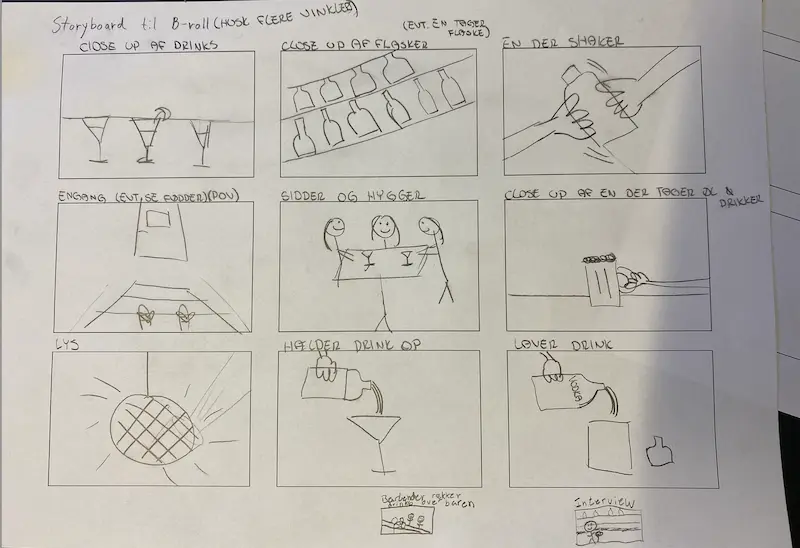 Storyboard til B-roll (HUSK FLERE VINKLER)
CLOSE UP AF DRINKS
CLOSE UP AF FLASKER
(EVT. EN TAGER
FLASKE)
EN DER SHAKER
ENGANG (EVT, SE FØDDER)(POV)
SIDDER OG HYGGER
CLOSE UP AF EN DER TAGER ØL &
DRIKKER
LYS
HÆLDER DRINK OP
LAVER DRINK
VODKA
Bartender rækker
drinks over baren
Interview